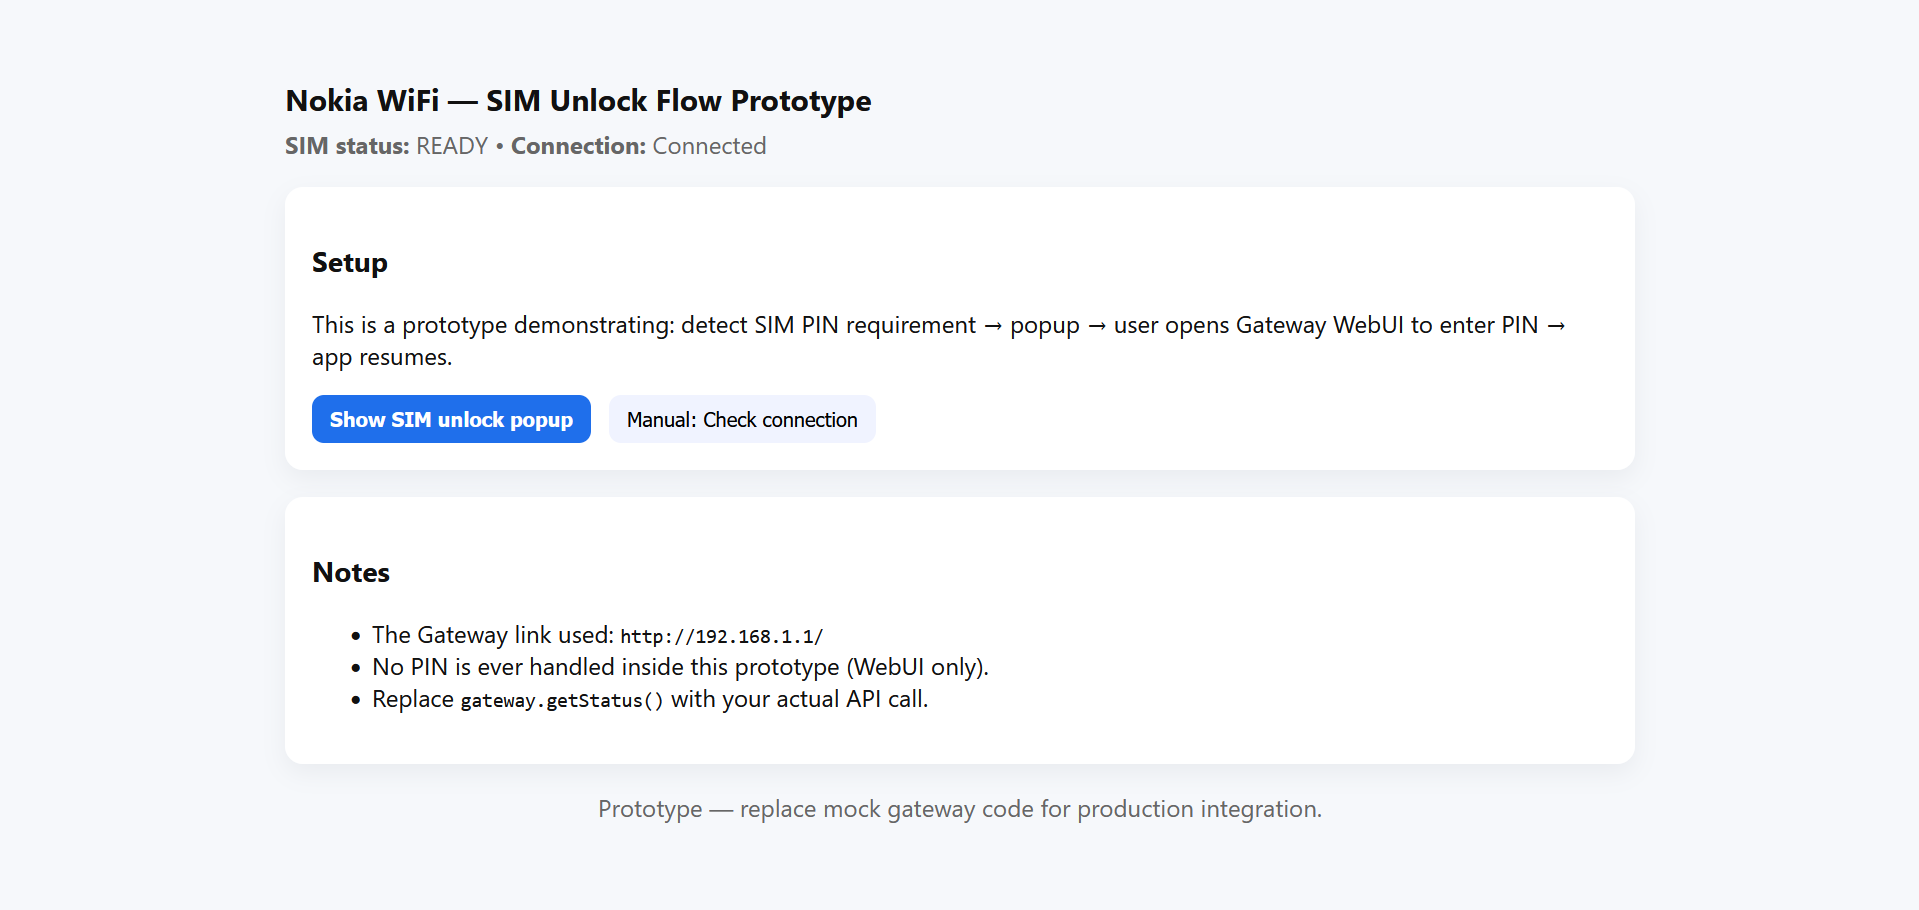 Nokia WiFi — SIM Unlock Flow Prototype
SIM status: READY • Connection: Connected
Setup
This is a prototype demonstrating: detect SIM PIN requirement → popup → user opens Gateway WebUI to enter PIN →
app resumes.
Show SIM unlock popup
Manual: Check connection
Notes
• The Gateway link used: http://192.168.1.1/
• No PIN is ever handled inside this prototype (WebUI only).
• Replace gateway.getStatus() with your actual API call.
Prototype — replace mock gateway code for production integration.